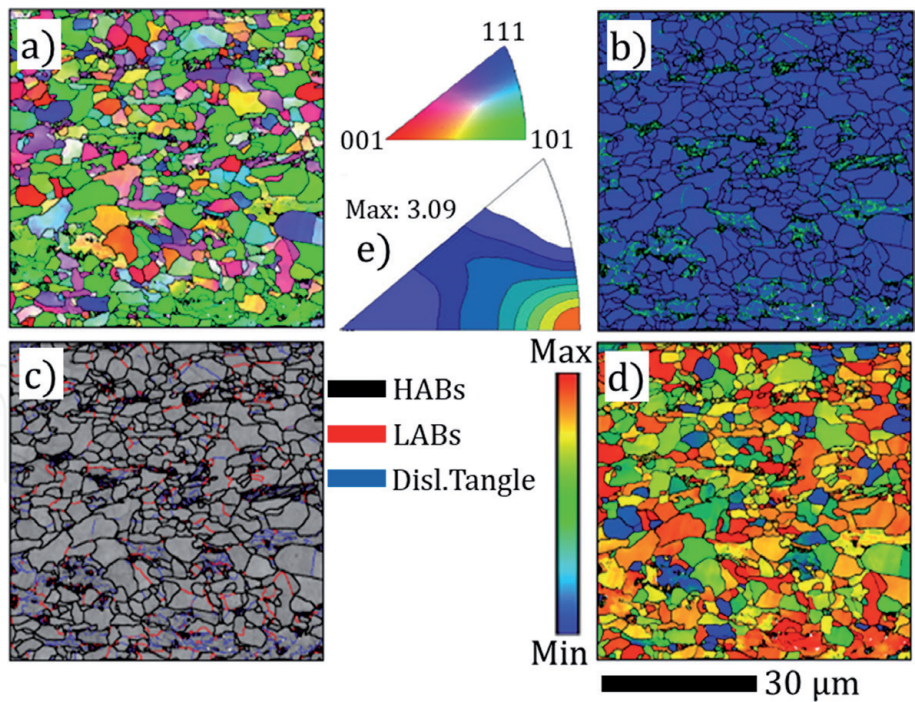 a)
111
b)
001
101
Max: 3.09
e)
c)
HABs
LABs
Disl.Tangle
Max
Min
d)
30 μm